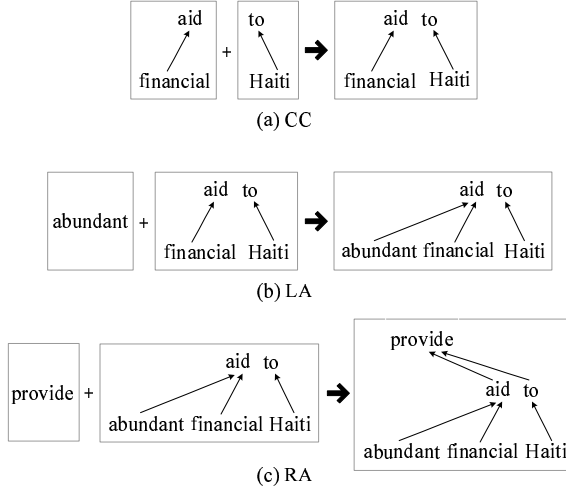 aid to aid to
+
financial Haiti financial Haiti
(a) CC
aid to aid to
abundant +
financial Haiti abundant financial Haiti
(b) LA
provide
aid to
provide + aid to
abundant financial Haiti abundant financial Haiti
(c) RA